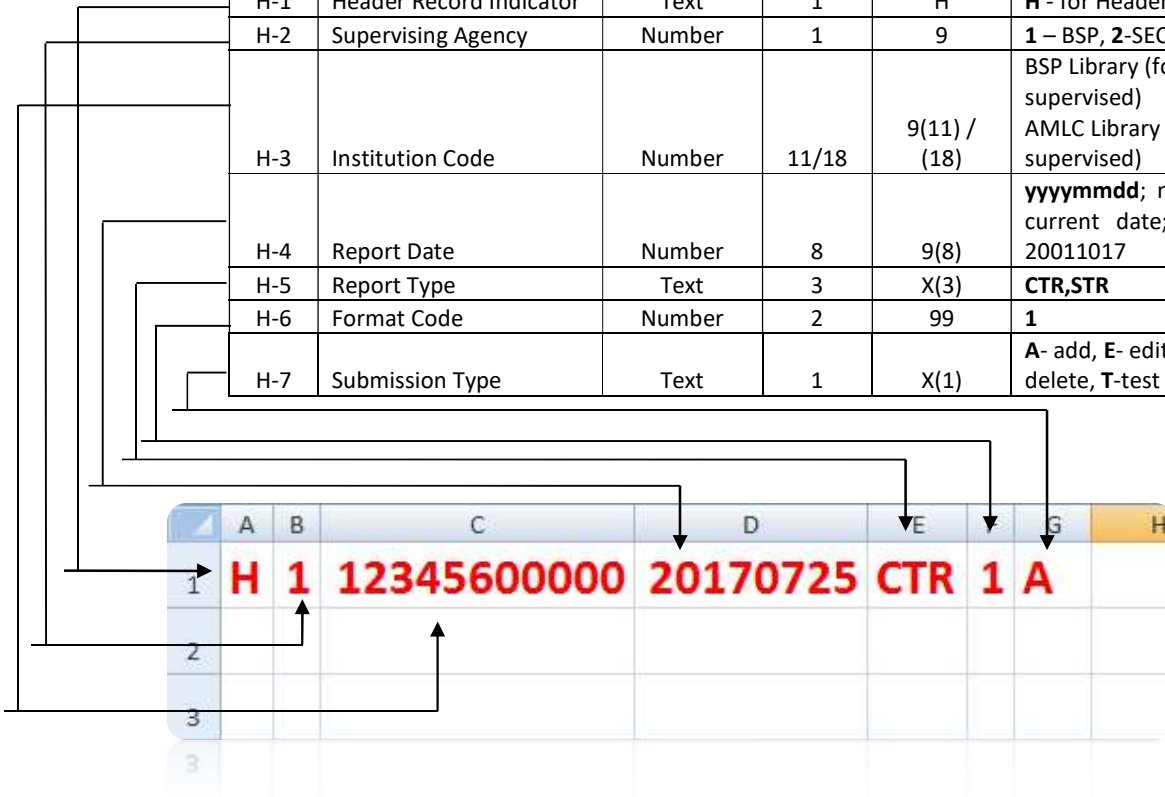 H-1 Header Record Indicator Text 1 H H - for Header
H-2 Supervising Agency Number 1 9 1 – BSP, 2-SEC
BSP Library
supervised)
9(11) / AMLC Library
H-3 Institution Code Number 11/18 (18) supervised)
yyyymmdd;
current date;
H-4 Report Date Number 8 9(8) 20011017
H-5 Report Type Text 3 X(3) CTR,STR
H-6 Format Code Number 2 99 1
A- add, E- edit
H-7 Submission Type Text 1 X(1) delete, T-test
A B C D E F G H
1 H 1 12345600000 20170725 CTR 1 A
2
3
3